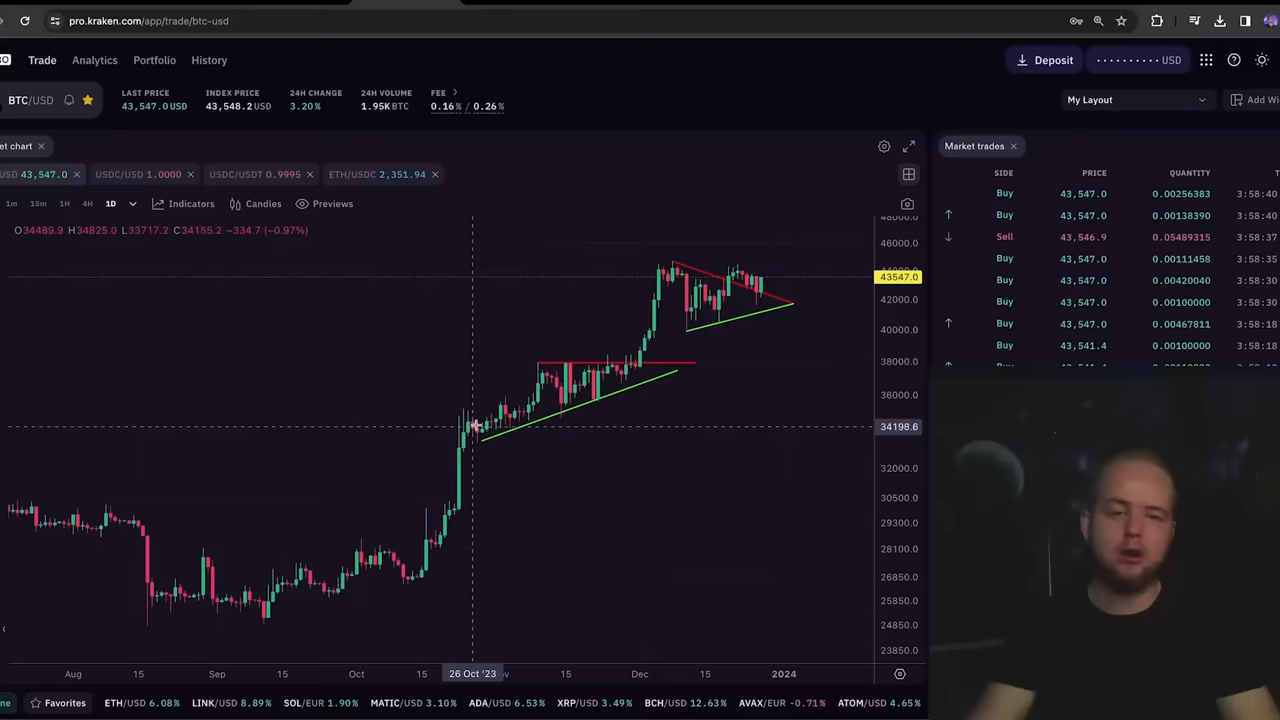 pro.kraken.com/app/trade/btc-usd
Trade Analytics Portfolio History
Deposit
·········· USD
BTC/USD
LAST PRICE INDEX PRICE 24H CHANGE 24H VOLUME FEE
43,547.0 USD 43,548.2 USD 3.20% 1.95K BTC 0.16% / 0.26%
My Layout
Add Wi
et chart
Market trades
USD 43,547.0 USDC/USD 1.0000 USDC/USDT 0.9995 ETH/USDC 2,351.94
1m 15m 1H 4H 1D Indicators Candles Previews
O34489.9 H34825.0 L33717.2 C34155.2 −334.7 (−0.97%)
48000.0
46000.0
44000.0
43547.0
42000.0
40000.0
38000.0
36000.0
34198.6
32000.0
30500.0
29300.0
28100.0
26850.0
25850.0
24850.0
23850.0
Aug 15 Sep 15 Oct 15 26 Oct '23 15 Dec 15 2024
SIDE PRICE QUANTITY T
Buy 43,547.0 0.00256383 3:58:40
Buy 43,547.0 0.00138390 3:58:40
Sell 43,546.9 0.05489315 3:58:37
Buy 43,547.0 0.00111458 3:58:35
Buy 43,547.0 0.00420040 3:58:30
Buy 43,547.0 0.00100000 3:58:30
Buy 43,547.0 0.00467811 3:58:18
Buy 43,541.4 0.00100000 3:58:18
ne Favorites ETH/USD 6.08% LINK/USD 8.89% SOL/EUR 1.90% MATIC/USD 3.10% ADA/USD 6.53% XRP/USD 3.49% BCH/USD 12.63% AVAX/EUR -0.71% ATOM/USD 4.65%